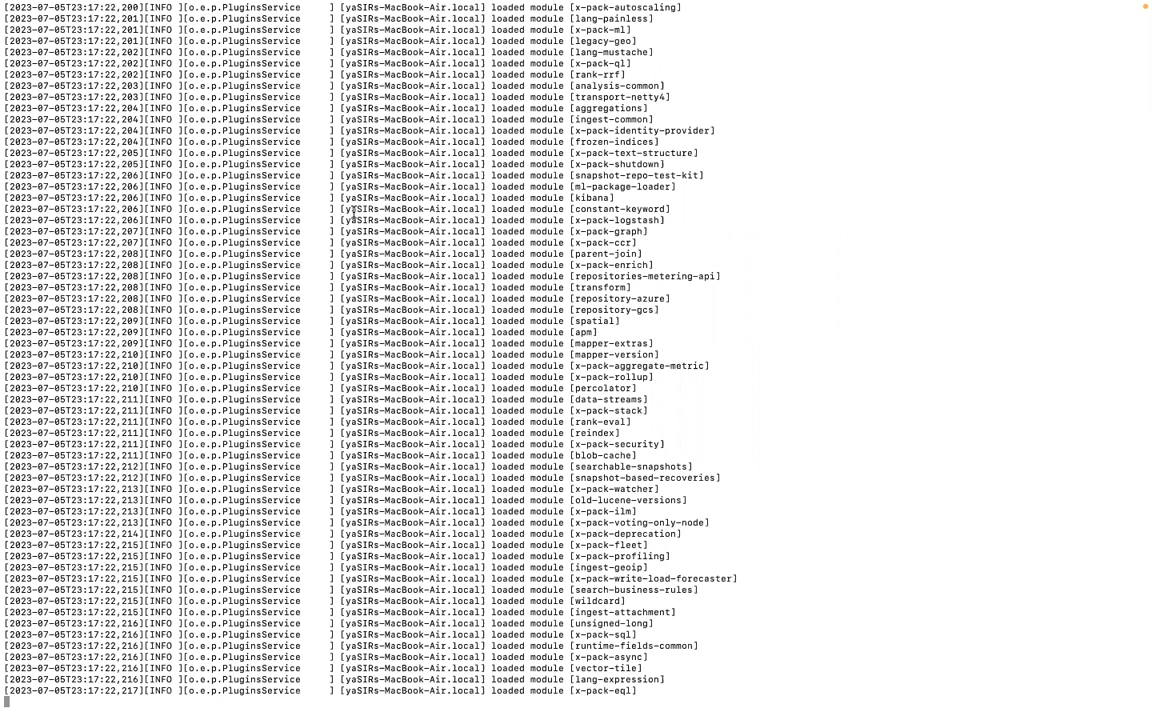 [2023-07-05T23:17:22,200][INFO ][o.e.p.PluginsService     ] [yaSIRs-MacBook-Air.local] loaded module [x-pack-autoscaling]
[2023-07-05T23:17:22,201][INFO ][o.e.p.PluginsService     ] [yaSIRs-MacBook-Air.local] loaded module [lang-painless]
[2023-07-05T23:17:22,201][INFO ][o.e.p.PluginsService     ] [yaSIRs-MacBook-Air.local] loaded module [x-pack-ml]
[2023-07-05T23:17:22,201][INFO ][o.e.p.PluginsService     ] [yaSIRs-MacBook-Air.local] loaded module [legacy-geo]
[2023-07-05T23:17:22,202][INFO ][o.e.p.PluginsService     ] [yaSIRs-MacBook-Air.local] loaded module [lang-mustache]
[2023-07-05T23:17:22,202][INFO ][o.e.p.PluginsService     ] [yaSIRs-MacBook-Air.local] loaded module [x-pack-ql]
[2023-07-05T23:17:22,202][INFO ][o.e.p.PluginsService     ] [yaSIRs-MacBook-Air.local] loaded module [rank-rrf]
[2023-07-05T23:17:22,203][INFO ][o.e.p.PluginsService     ] [yaSIRs-MacBook-Air.local] loaded module [analysis-common]
[2023-07-05T23:17:22,203][INFO ][o.e.p.PluginsService     ] [yaSIRs-MacBook-Air.local] loaded module [transport-netty4]
[2023-07-05T23:17:22,204][INFO ][o.e.p.PluginsService     ] [yaSIRs-MacBook-Air.local] loaded module [aggregations]
[2023-07-05T23:17:22,204][INFO ][o.e.p.PluginsService     ] [yaSIRs-MacBook-Air.local] loaded module [ingest-common]
[2023-07-05T23:17:22,204][INFO ][o.e.p.PluginsService     ] [yaSIRs-MacBook-Air.local] loaded module [x-pack-identity-provider]
[2023-07-05T23:17:22,204][INFO ][o.e.p.PluginsService     ] [yaSIRs-MacBook-Air.local] loaded module [frozen-indices]
[2023-07-05T23:17:22,205][INFO ][o.e.p.PluginsService     ] [yaSIRs-MacBook-Air.local] loaded module [x-pack-text-structure]
[2023-07-05T23:17:22,205][INFO ][o.e.p.PluginsService     ] [yaSIRs-MacBook-Air.local] loaded module [x-pack-shutdown]
[2023-07-05T23:17:22,206][INFO ][o.e.p.PluginsService     ] [yaSIRs-MacBook-Air.local] loaded module [snapshot-repo-test-kit]
[2023-07-05T23:17:22,206][INFO ][o.e.p.PluginsService     ] [yaSIRs-MacBook-Air.local] loaded module [ml-package-loader]
[2023-07-05T23:17:22,206][INFO ][o.e.p.PluginsService     ] [yaSIRs-MacBook-Air.local] loaded module [kibana]
[2023-07-05T23:17:22,206][INFO ][o.e.p.PluginsService     ] [yaSIRs-MacBook-Air.local] loaded module [constant-keyword]
[2023-07-05T23:17:22,206][INFO ][o.e.p.PluginsService     ] [yaSIRs-MacBook-Air.local] loaded module [x-pack-logstash]
[2023-07-05T23:17:22,207][INFO ][o.e.p.PluginsService     ] [yaSIRs-MacBook-Air.local] loaded module [x-pack-graph]
[2023-07-05T23:17:22,207][INFO ][o.e.p.PluginsService     ] [yaSIRs-MacBook-Air.local] loaded module [x-pack-ccr]
[2023-07-05T23:17:22,208][INFO ][o.e.p.PluginsService     ] [yaSIRs-MacBook-Air.local] loaded module [parent-join]
[2023-07-05T23:17:22,208][INFO ][o.e.p.PluginsService     ] [yaSIRs-MacBook-Air.local] loaded module [x-pack-enrich]
[2023-07-05T23:17:22,208][INFO ][o.e.p.PluginsService     ] [yaSIRs-MacBook-Air.local] loaded module [repositories-metering-api]
[2023-07-05T23:17:22,208][INFO ][o.e.p.PluginsService     ] [yaSIRs-MacBook-Air.local] loaded module [transform]
[2023-07-05T23:17:22,208][INFO ][o.e.p.PluginsService     ] [yaSIRs-MacBook-Air.local] loaded module [repository-azure]
[2023-07-05T23:17:22,208][INFO ][o.e.p.PluginsService     ] [yaSIRs-MacBook-Air.local] loaded module [repository-gcs]
[2023-07-05T23:17:22,209][INFO ][o.e.p.PluginsService     ] [yaSIRs-MacBook-Air.local] loaded module [spatial]
[2023-07-05T23:17:22,209][INFO ][o.e.p.PluginsService     ] [yaSIRs-MacBook-Air.local] loaded module [apm]
[2023-07-05T23:17:22,209][INFO ][o.e.p.PluginsService     ] [yaSIRs-MacBook-Air.local] loaded module [mapper-extras]
[2023-07-05T23:17:22,210][INFO ][o.e.p.PluginsService     ] [yaSIRs-MacBook-Air.local] loaded module [mapper-version]
[2023-07-05T23:17:22,210][INFO ][o.e.p.PluginsService     ] [yaSIRs-MacBook-Air.local] loaded module [x-pack-aggregate-metric]
[2023-07-05T23:17:22,210][INFO ][o.e.p.PluginsService     ] [yaSIRs-MacBook-Air.local] loaded module [x-pack-rollup]
[2023-07-05T23:17:22,210][INFO ][o.e.p.PluginsService     ] [yaSIRs-MacBook-Air.local] loaded module [percolator]
[2023-07-05T23:17:22,211][INFO ][o.e.p.PluginsService     ] [yaSIRs-MacBook-Air.local] loaded module [data-streams]
[2023-07-05T23:17:22,211][INFO ][o.e.p.PluginsService     ] [yaSIRs-MacBook-Air.local] loaded module [x-pack-stack]
[2023-07-05T23:17:22,211][INFO ][o.e.p.PluginsService     ] [yaSIRs-MacBook-Air.local] loaded module [rank-eval]
[2023-07-05T23:17:22,211][INFO ][o.e.p.PluginsService     ] [yaSIRs-MacBook-Air.local] loaded module [reindex]
[2023-07-05T23:17:22,211][INFO ][o.e.p.PluginsService     ] [yaSIRs-MacBook-Air.local] loaded module [x-pack-security]
[2023-07-05T23:17:22,211][INFO ][o.e.p.PluginsService     ] [yaSIRs-MacBook-Air.local] loaded module [blob-cache]
[2023-07-05T23:17:22,212][INFO ][o.e.p.PluginsService     ] [yaSIRs-MacBook-Air.local] loaded module [searchable-snapshots]
[2023-07-05T23:17:22,212][INFO ][o.e.p.PluginsService     ] [yaSIRs-MacBook-Air.local] loaded module [snapshot-based-recoveries]
[2023-07-05T23:17:22,213][INFO ][o.e.p.PluginsService     ] [yaSIRs-MacBook-Air.local] loaded module [x-pack-watcher]
[2023-07-05T23:17:22,213][INFO ][o.e.p.PluginsService     ] [yaSIRs-MacBook-Air.local] loaded module [old-lucene-versions]
[2023-07-05T23:17:22,213][INFO ][o.e.p.PluginsService     ] [yaSIRs-MacBook-Air.local] loaded module [x-pack-ilm]
[2023-07-05T23:17:22,213][INFO ][o.e.p.PluginsService     ] [yaSIRs-MacBook-Air.local] loaded module [x-pack-voting-only-node]
[2023-07-05T23:17:22,214][INFO ][o.e.p.PluginsService     ] [yaSIRs-MacBook-Air.local] loaded module [x-pack-deprecation]
[2023-07-05T23:17:22,215][INFO ][o.e.p.PluginsService     ] [yaSIRs-MacBook-Air.local] loaded module [x-pack-fleet]
[2023-07-05T23:17:22,215][INFO ][o.e.p.PluginsService     ] [yaSIRs-MacBook-Air.local] loaded module [x-pack-profiling]
[2023-07-05T23:17:22,215][INFO ][o.e.p.PluginsService     ] [yaSIRs-MacBook-Air.local] loaded module [ingest-geoip]
[2023-07-05T23:17:22,215][INFO ][o.e.p.PluginsService     ] [yaSIRs-MacBook-Air.local] loaded module [x-pack-write-load-forecaster]
[2023-07-05T23:17:22,215][INFO ][o.e.p.PluginsService     ] [yaSIRs-MacBook-Air.local] loaded module [search-business-rules]
[2023-07-05T23:17:22,215][INFO ][o.e.p.PluginsService     ] [yaSIRs-MacBook-Air.local] loaded module [wildcard]
[2023-07-05T23:17:22,215][INFO ][o.e.p.PluginsService     ] [yaSIRs-MacBook-Air.local] loaded module [ingest-attachment]
[2023-07-05T23:17:22,216][INFO ][o.e.p.PluginsService     ] [yaSIRs-MacBook-Air.local] loaded module [unsigned-long]
[2023-07-05T23:17:22,216][INFO ][o.e.p.PluginsService     ] [yaSIRs-MacBook-Air.local] loaded module [x-pack-sql]
[2023-07-05T23:17:22,216][INFO ][o.e.p.PluginsService     ] [yaSIRs-MacBook-Air.local] loaded module [runtime-fields-common]
[2023-07-05T23:17:22,216][INFO ][o.e.p.PluginsService     ] [yaSIRs-MacBook-Air.local] loaded module [x-pack-async]
[2023-07-05T23:17:22,216][INFO ][o.e.p.PluginsService     ] [yaSIRs-MacBook-Air.local] loaded module [vector-tile]
[2023-07-05T23:17:22,216][INFO ][o.e.p.PluginsService     ] [yaSIRs-MacBook-Air.local] loaded module [lang-expression]
[2023-07-05T23:17:22,217][INFO ][o.e.p.PluginsService     ] [yaSIRs-MacBook-Air.local] loaded module [x-pack-eql]